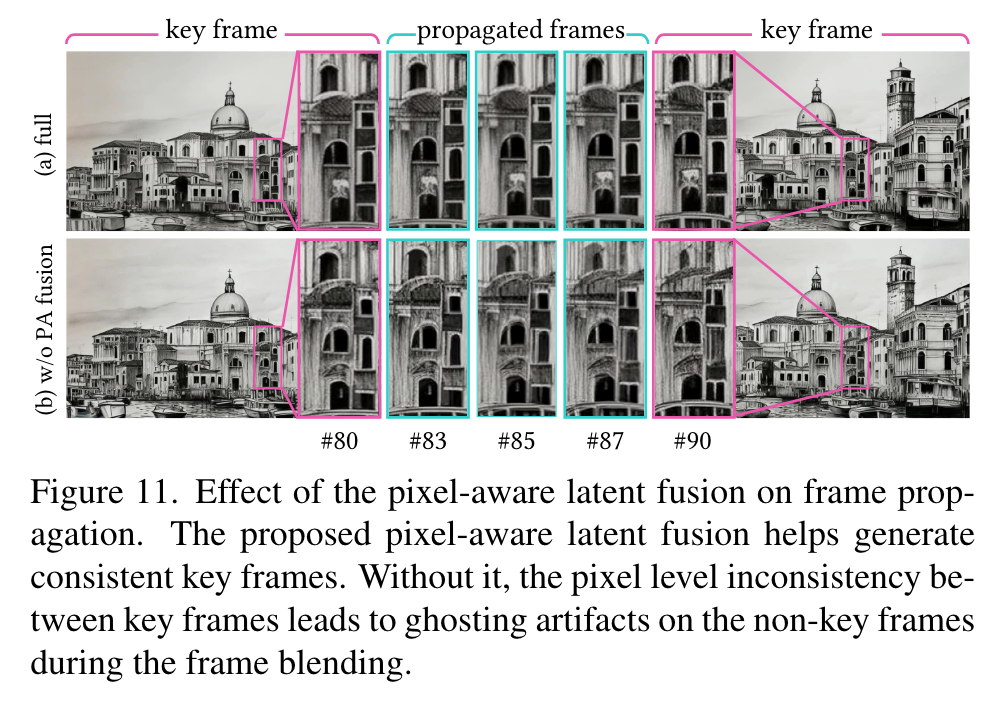 key frame propagated frames key frame
(a) full
(b) w/o PA fusion
#80 #83 #85 #87 #90
Figure 11. Effect of the pixel-aware latent fusion on frame prop-
agation. The proposed pixel-aware latent fusion helps generate
consistent key frames. Without it, the pixel level inconsistency be-
tween key frames leads to ghosting artifacts on the non-key frames
during the frame blending.